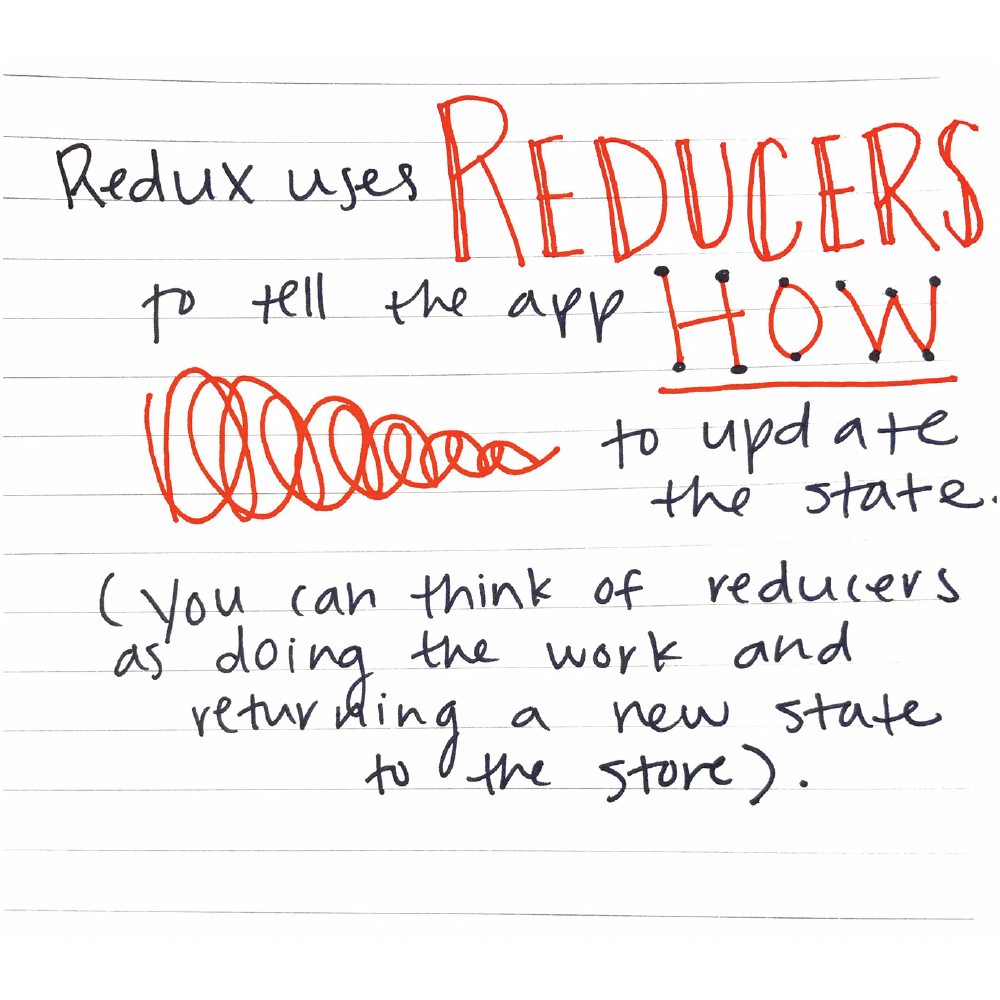 Redux uses REDUCERS
to tell the app HOW
to update
the state.
(you can think of reducers
as doing the work and
returning a new state
to the store).